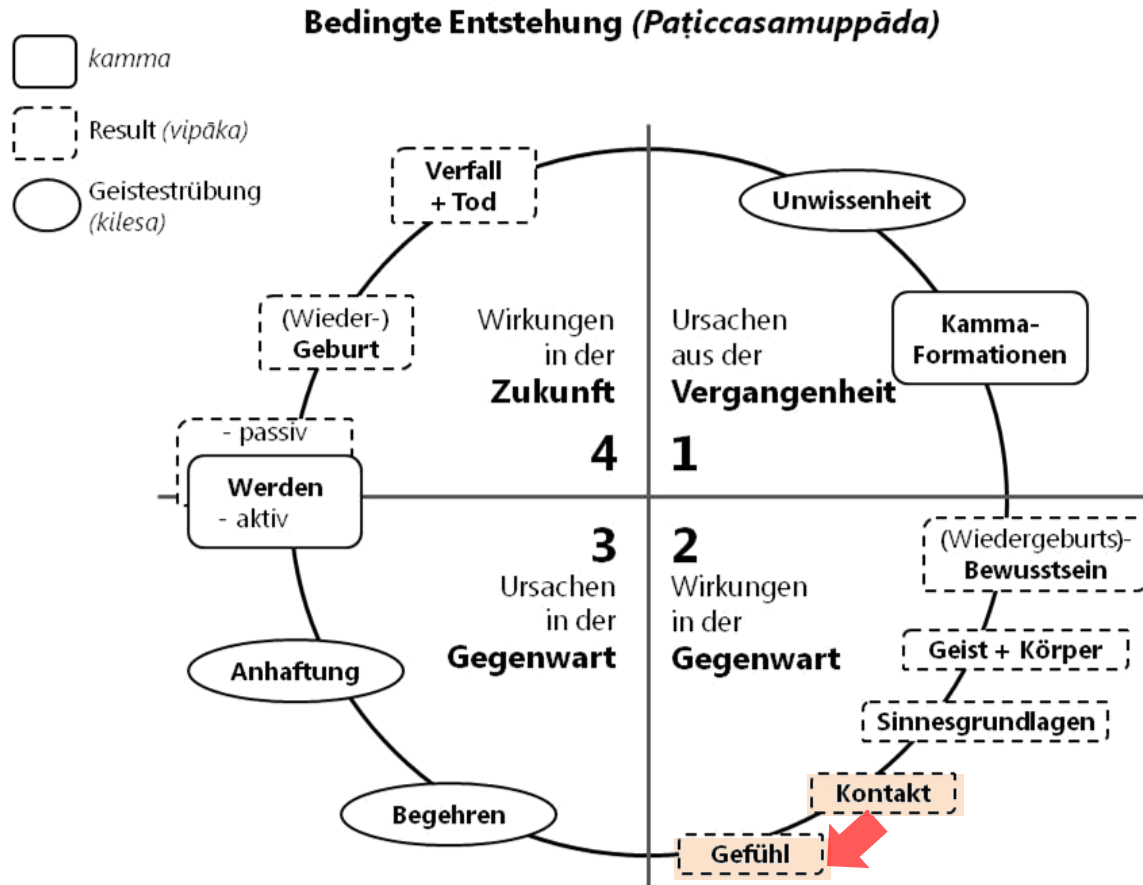 Bedingte Entstehung (Paṭiccasamuppāda)
kamma
Result (vipāka)
Geistestrübung
(kilesa)
Verfall
+ Tod
(Wieder-)
Geburt
- passiv
Werden
- aktiv
Anhaftung
Begehren
Wirkungen
in der
Zukunft
4
Ursachen
aus der
Vergangenheit
1
3
Ursachen
in der
Gegenwart
2
Wirkungen
in der
Gegenwart
Unwissenheit
Kamma-
Formationen
(Wiedergeburts)-
Bewusstsein
Geist + Körper
Sinnesgrundlagen
Kontakt
Gefühl